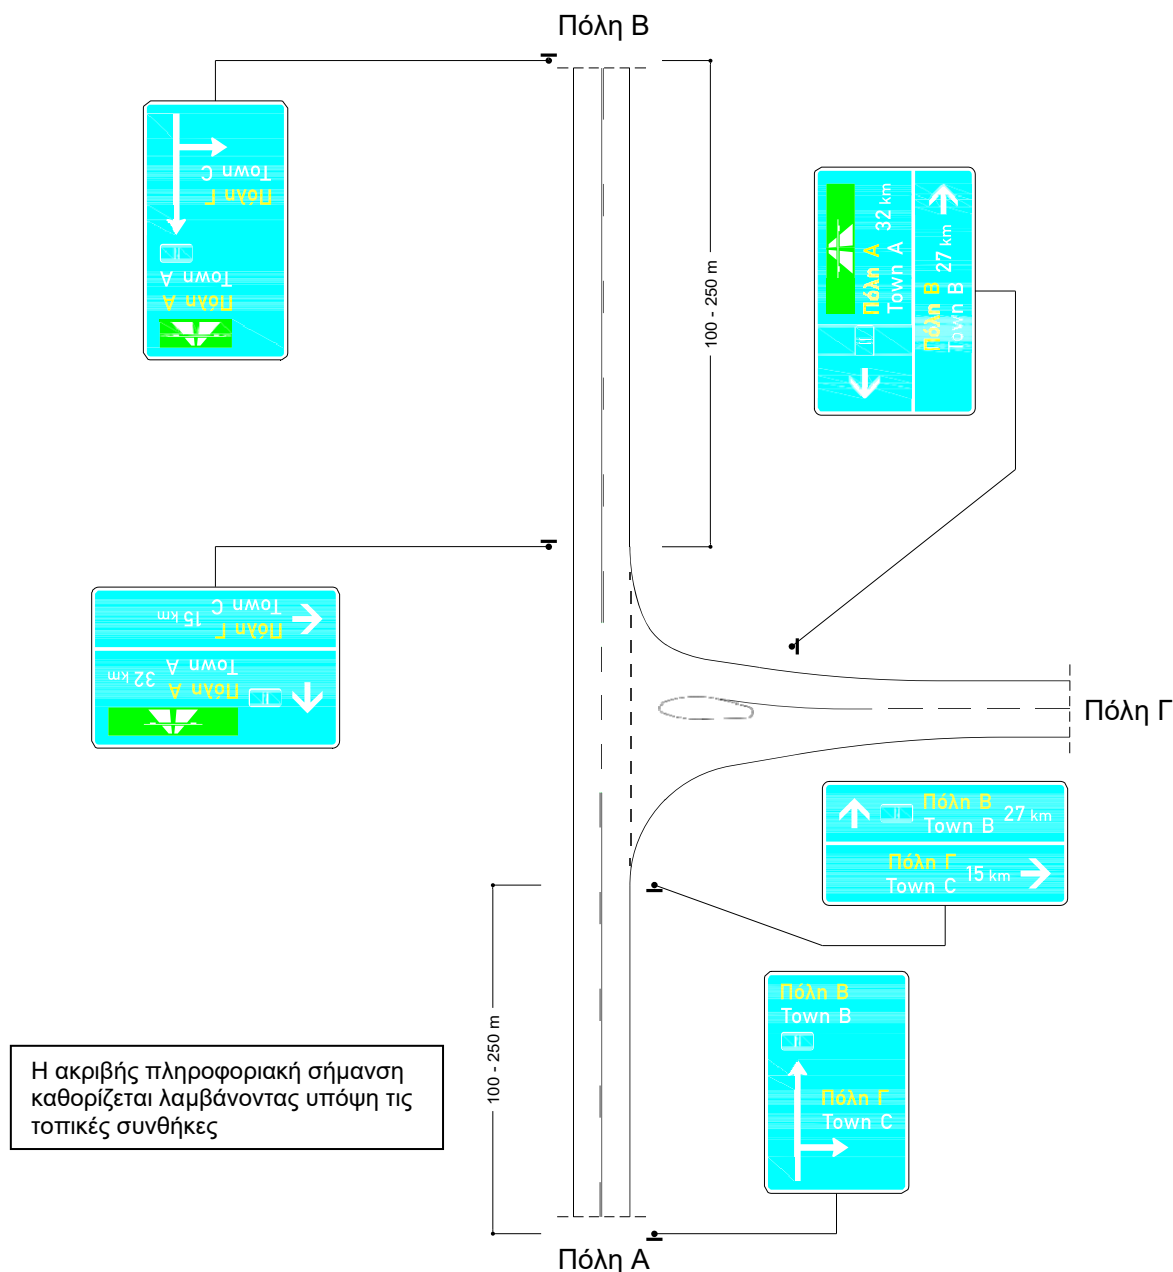 Πόλη Β
Πόλη Γ
Town C
Πόλη Α
Town A
100 - 250 m
Πόλη Α
Town A
32 km
Πόλη Β
Town B
27 km
Πόλη Γ
Town C
15 km
Πόλη Α
Town A
32 km
Πόλη Γ
Πόλη Β
Town B
27 km
Πόλη Γ
Town C
15 km
100 - 250 m
Πόλη Β
Town B
Πόλη Γ
Town C
Η ακριβής πληροφοριακή σήμανση
καθορίζεται λαμβάνοντας υπόψη τις
τοπικές συνθήκες
Πόλη Α